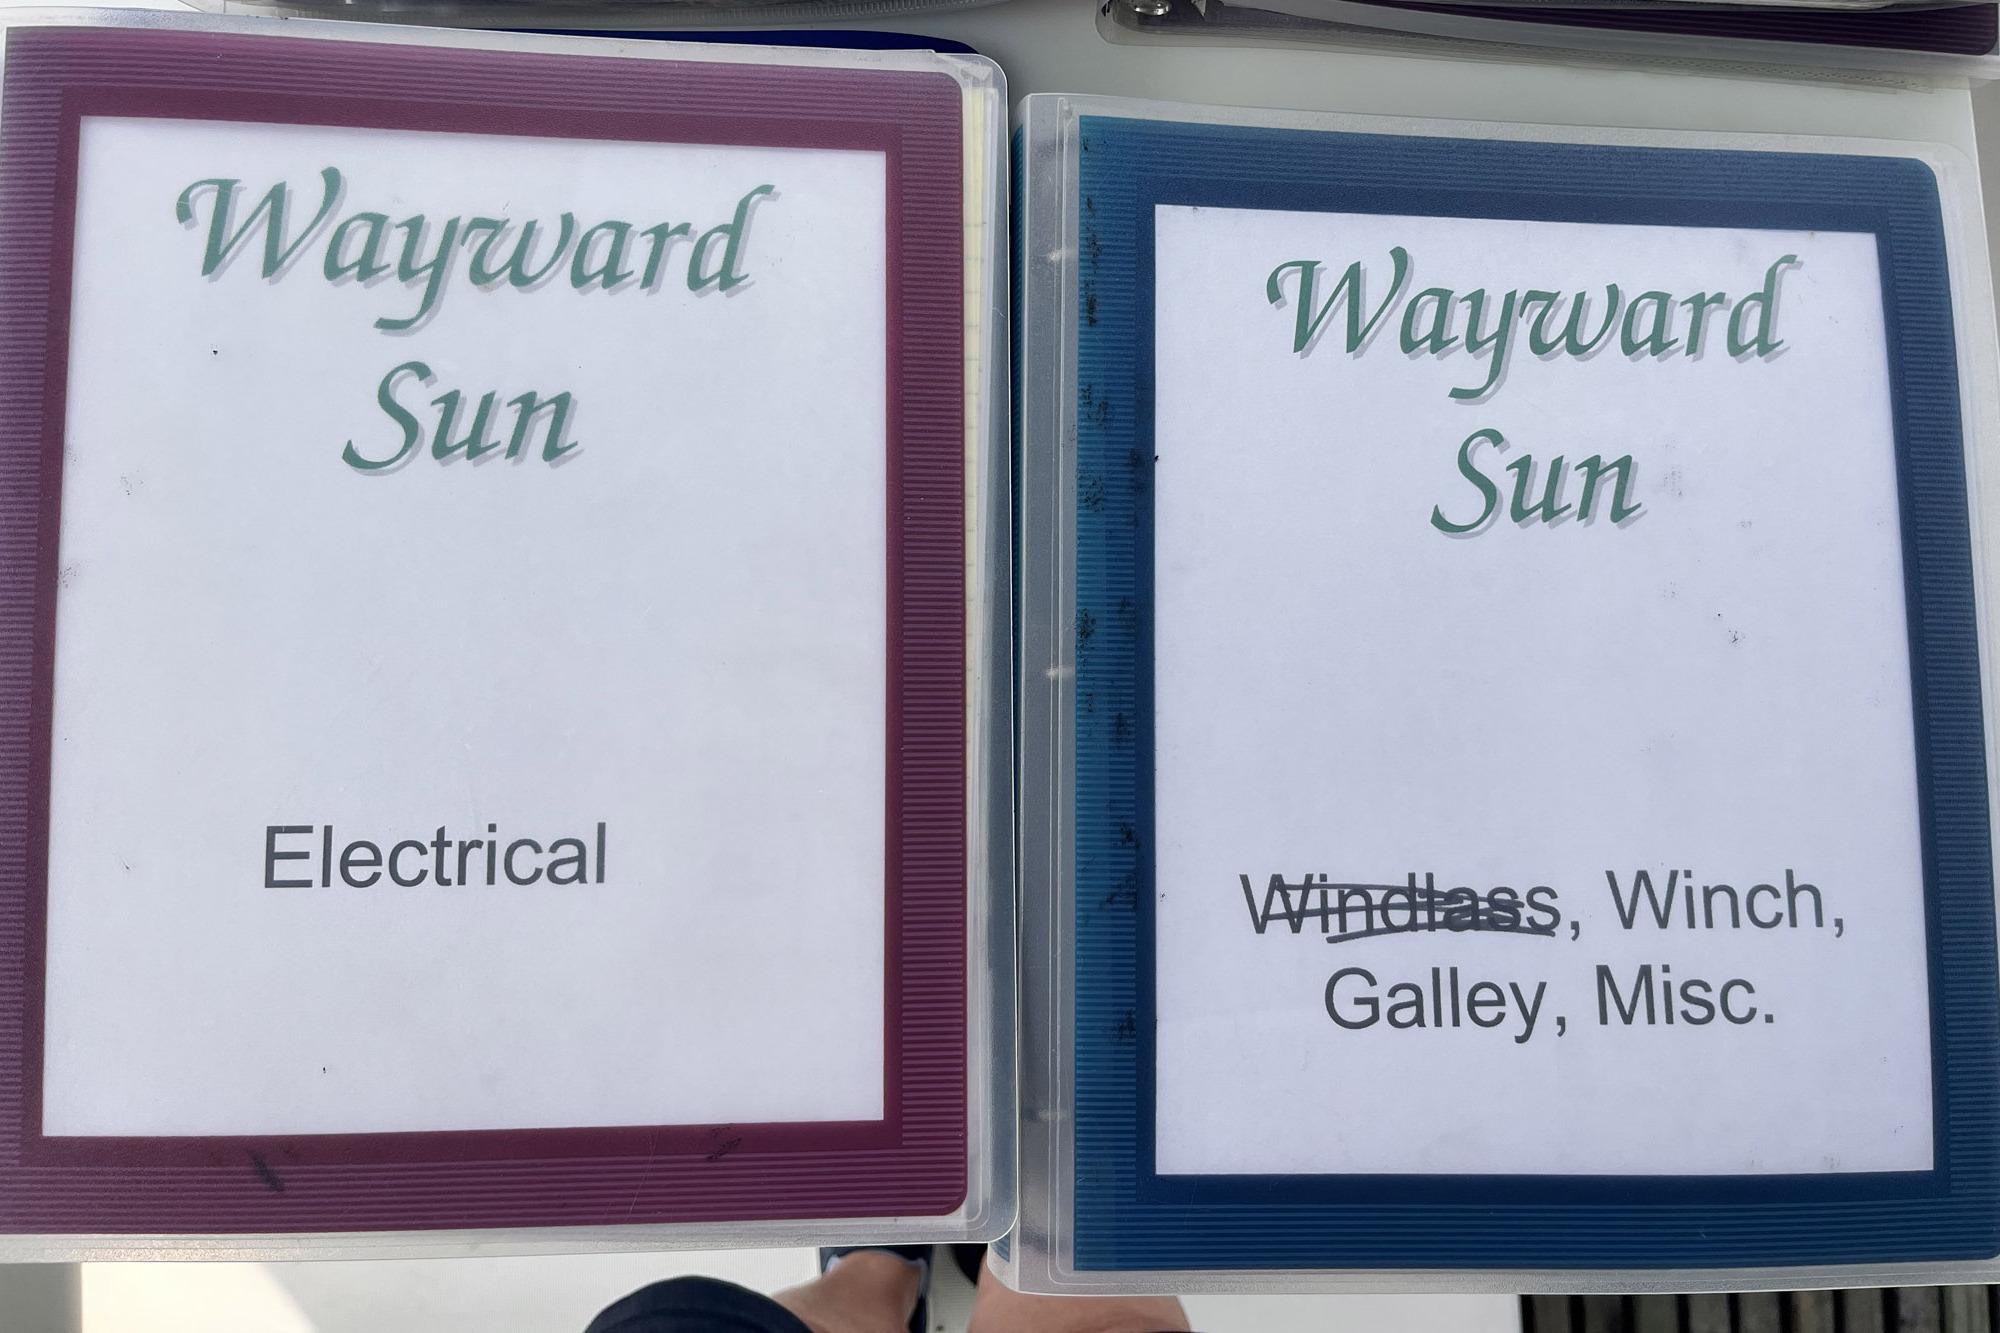 Wayward
Sun
Electrical
Wayward
Sun
Windlass, Winch,
Galley, Misc.